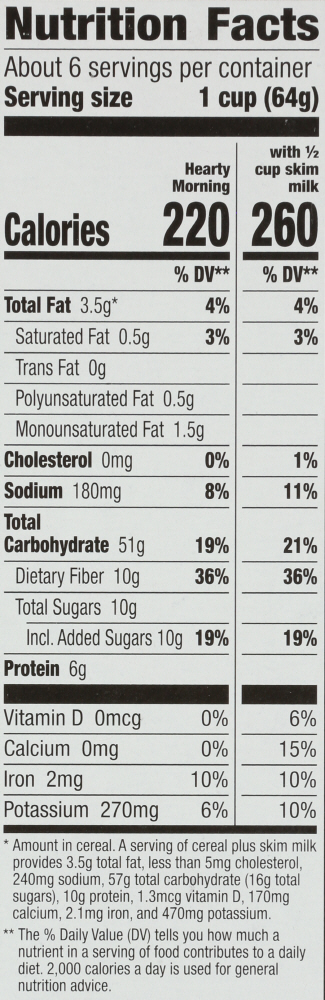 Nutrition Facts
About 6 servings per container
Serving size 1 cup (64g)
Hearty Morning with ½ cup skim milk
Calories 220 260
% DV** % DV**
Total Fat 3.5g* 4% 4%
Saturated Fat 0.5g 3% 3%
Trans Fat 0g
Polyunsaturated Fat 0.5g
Monounsaturated Fat 1.5g
Cholesterol 0mg 0% 1%
Sodium 180mg 8% 11%
Total
Carbohydrate 51g 19% 21%
Dietary Fiber 10g 36% 36%
Total Sugars 10g
Incl. Added Sugars 10g 19% 19%
Protein 6g
Vitamin D 0mcg 0% 6%
Calcium 0mg 0% 15%
Iron 2mg 10% 10%
Potassium 270mg 6% 10%
* Amount in cereal. A serving of cereal plus skim milk
provides 3.5g total fat, less than 5mg cholesterol,
240mg sodium, 57g total carbohydrate (16g total
sugars), 10g protein, 1.3mcg vitamin D, 170mg
calcium, 2.1mg iron, and 470mg potassium.
** The % Daily Value (DV) tells you how much a
nutrient in a serving of food contributes to a daily
diet. 2,000 calories a day is used for general
nutrition advice.